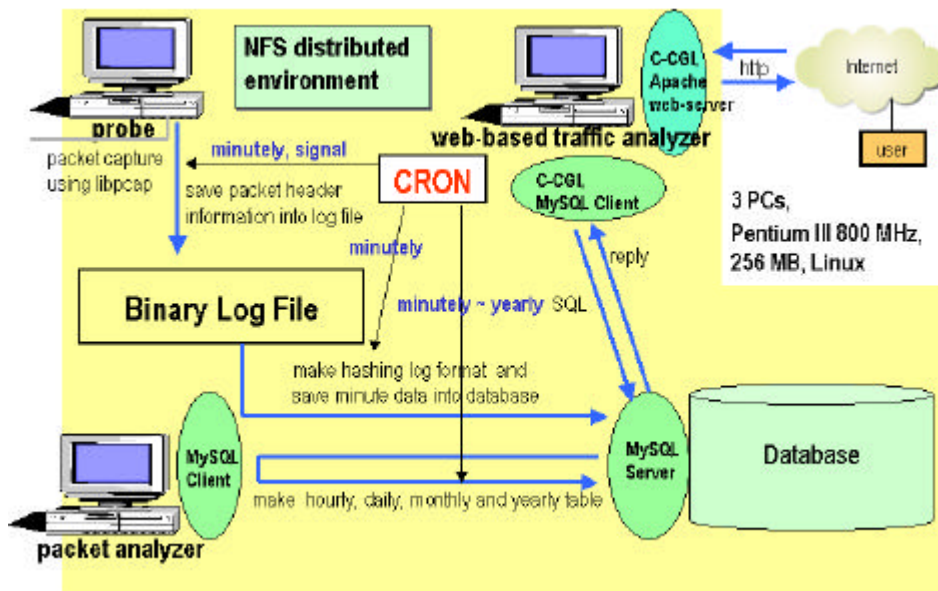 NFS distributed
environment
C-CGI,
Apache
web-server
http
Internet
user
probe
packet capture
using libpcap
minutely, signal
save packet header
information into log file
CRON
web-based traffic analyzer
C-CGI,
MySQL Client
3 PCs,
Pentium III 800 MHz,
256 MB, Linux
minutely
reply
Binary Log File
minutely ~ yearly
SQL
make hashing log format and
save minute data into database
MySQL
Client
MySQL
Server
Database
make hourly, daily, monthly and yearly table
packet analyzer